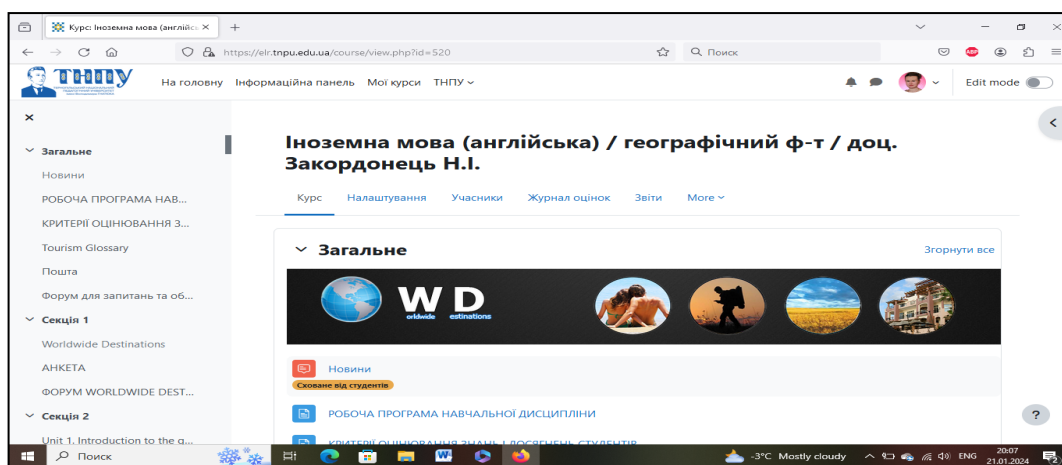 Курс: Іноземна мова (англійсь
https://elr.tnpu.edu.ua/course/view.php?id=520
Поиск
ABP
ТНПУ
На головну Інформаційна панель Мої курси ТНПУ
Edit mode
Загальне
Новини
РОБОЧА ПРОГРАМА НАВ...
КРИТЕРІЇ ОЦІНЮВАННЯ З...
Tourism Glossary
Пошта
Форум для запитань та об...
Секція 1
Worldwide Destinations
АНКЕТА
ФОРУМ WORLDWIDE DEST...
Секція 2
Unit 1. Introduction to the g...
Іноземна мова (англійська) / географічний ф-т / доц.
Закордонець Н.І.
Курс Налаштування Учасники Журнал оцінок Звіти More
Загальне
Згорнути все
W D
orldwide estinations
Новини
Сховане від студентів
РОБОЧА ПРОГРАМА НАВЧАЛЬНОЇ ДИСЦИПЛІНИ
КРИТЕРІЇ ОЦІНЮВАННЯ ЗНАНЬ І ДОСЯГНЕНЬ СТУДЕНТІВ
?
Поиск
-3°C Mostly cloudy
ENG
20:07
21.01.2024
2